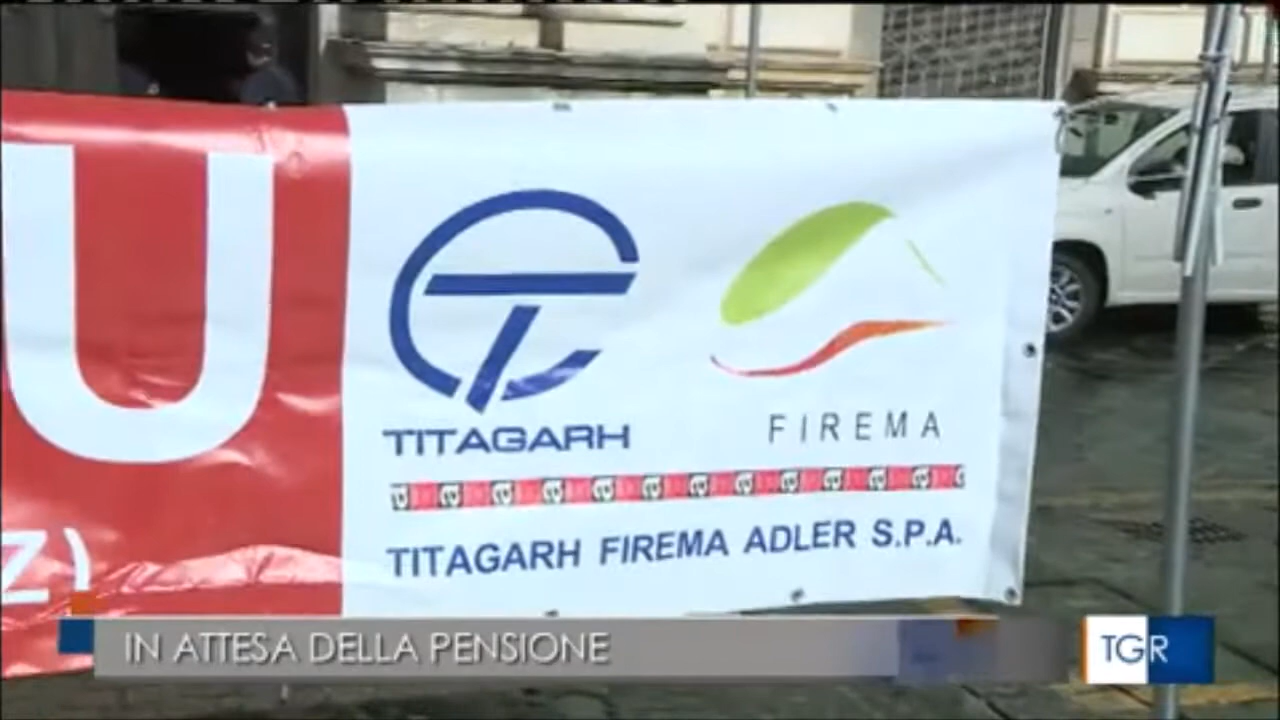 U
Z)
TITAGARH
FIREMA
TITAGARH FIREMA ADLER S.P.A.
IN ATTESA DELLA PENSIONE
TGR